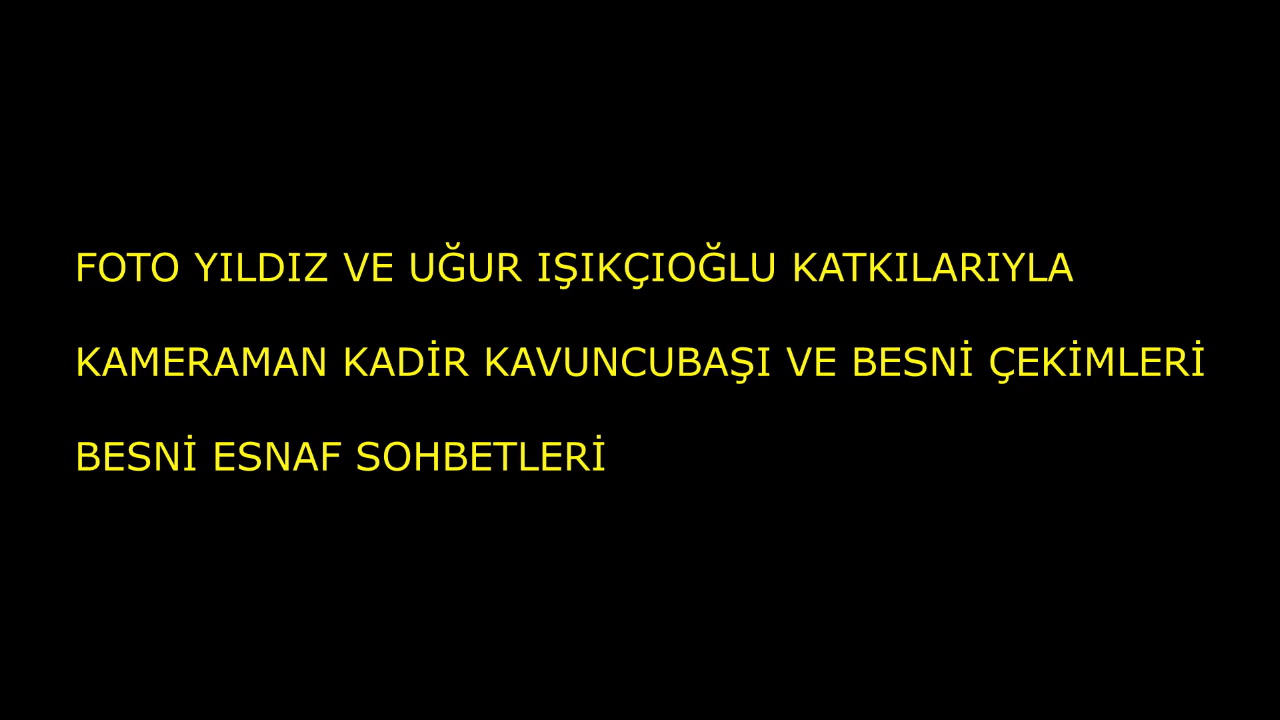 FOTO YILDIZ VE UĞUR IŞIKÇIOĞLU KATKILARIYLA
KAMERAMAN KADİR KAVUNCUBAŞI VE BESNİ ÇEKİMLERİ
BESNİ ESNAF SOHBETLERİ